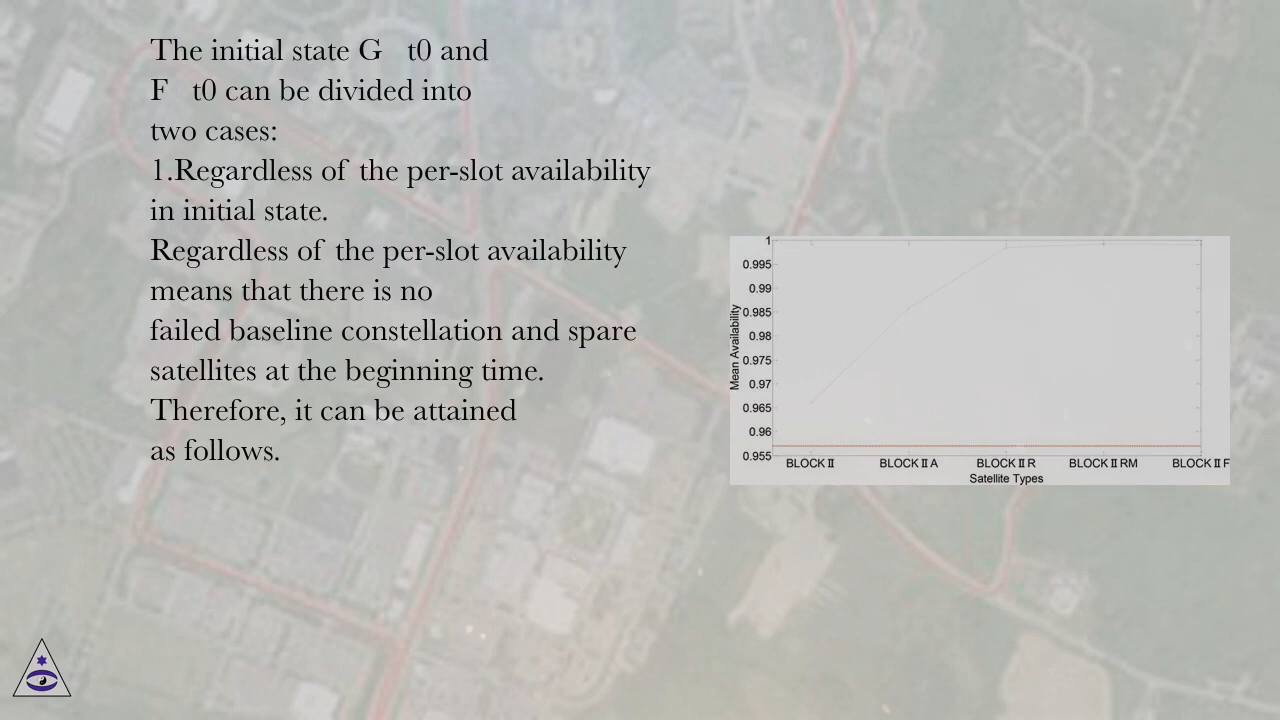 The initial state G t0 and
F t0 can be divided into
two cases:
1.Regardless of the per-slot availability
in initial state.
Regardless of the per-slot availability
means that there is no
failed baseline constellation and spare
satellites at the beginning time.
Therefore, it can be attained
as follows.
1
0.995
0.99
0.985
0.98
0.975
0.97
0.965
0.96
0.955
Mean Availability
BLOCK II BLOCK II A BLOCK II R BLOCK II RM BLOCK II F
Satellite Types